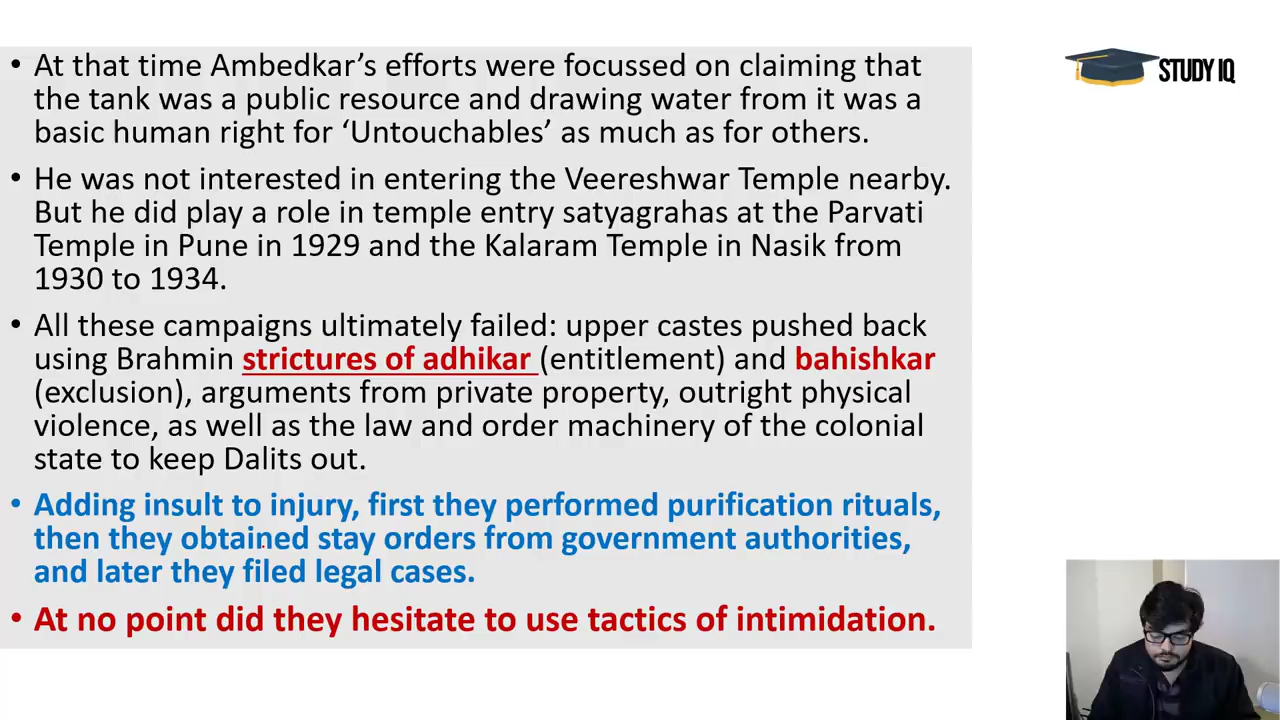 • At that time Ambedkar’s efforts were focussed on claiming that
the tank was a public resource and drawing water from it was a
basic human right for ‘Untouchables’ as much as for others.
• He was not interested in entering the Veereshwar Temple nearby.
But he did play a role in temple entry satyagrahas at the Parvati
Temple in Pune in 1929 and the Kalaram Temple in Nasik from
1930 to 1934.
• All these campaigns ultimately failed: upper castes pushed back
using Brahmin strictures of adhikar (entitlement) and bahishkar
(exclusion), arguments from private property, outright physical
violence, as well as the law and order machinery of the colonial
state to keep Dalits out.
• Adding insult to injury, first they performed purification rituals,
then they obtained stay orders from government authorities,
and later they filed legal cases.
• At no point did they hesitate to use tactics of intimidation.
STUDY IQ